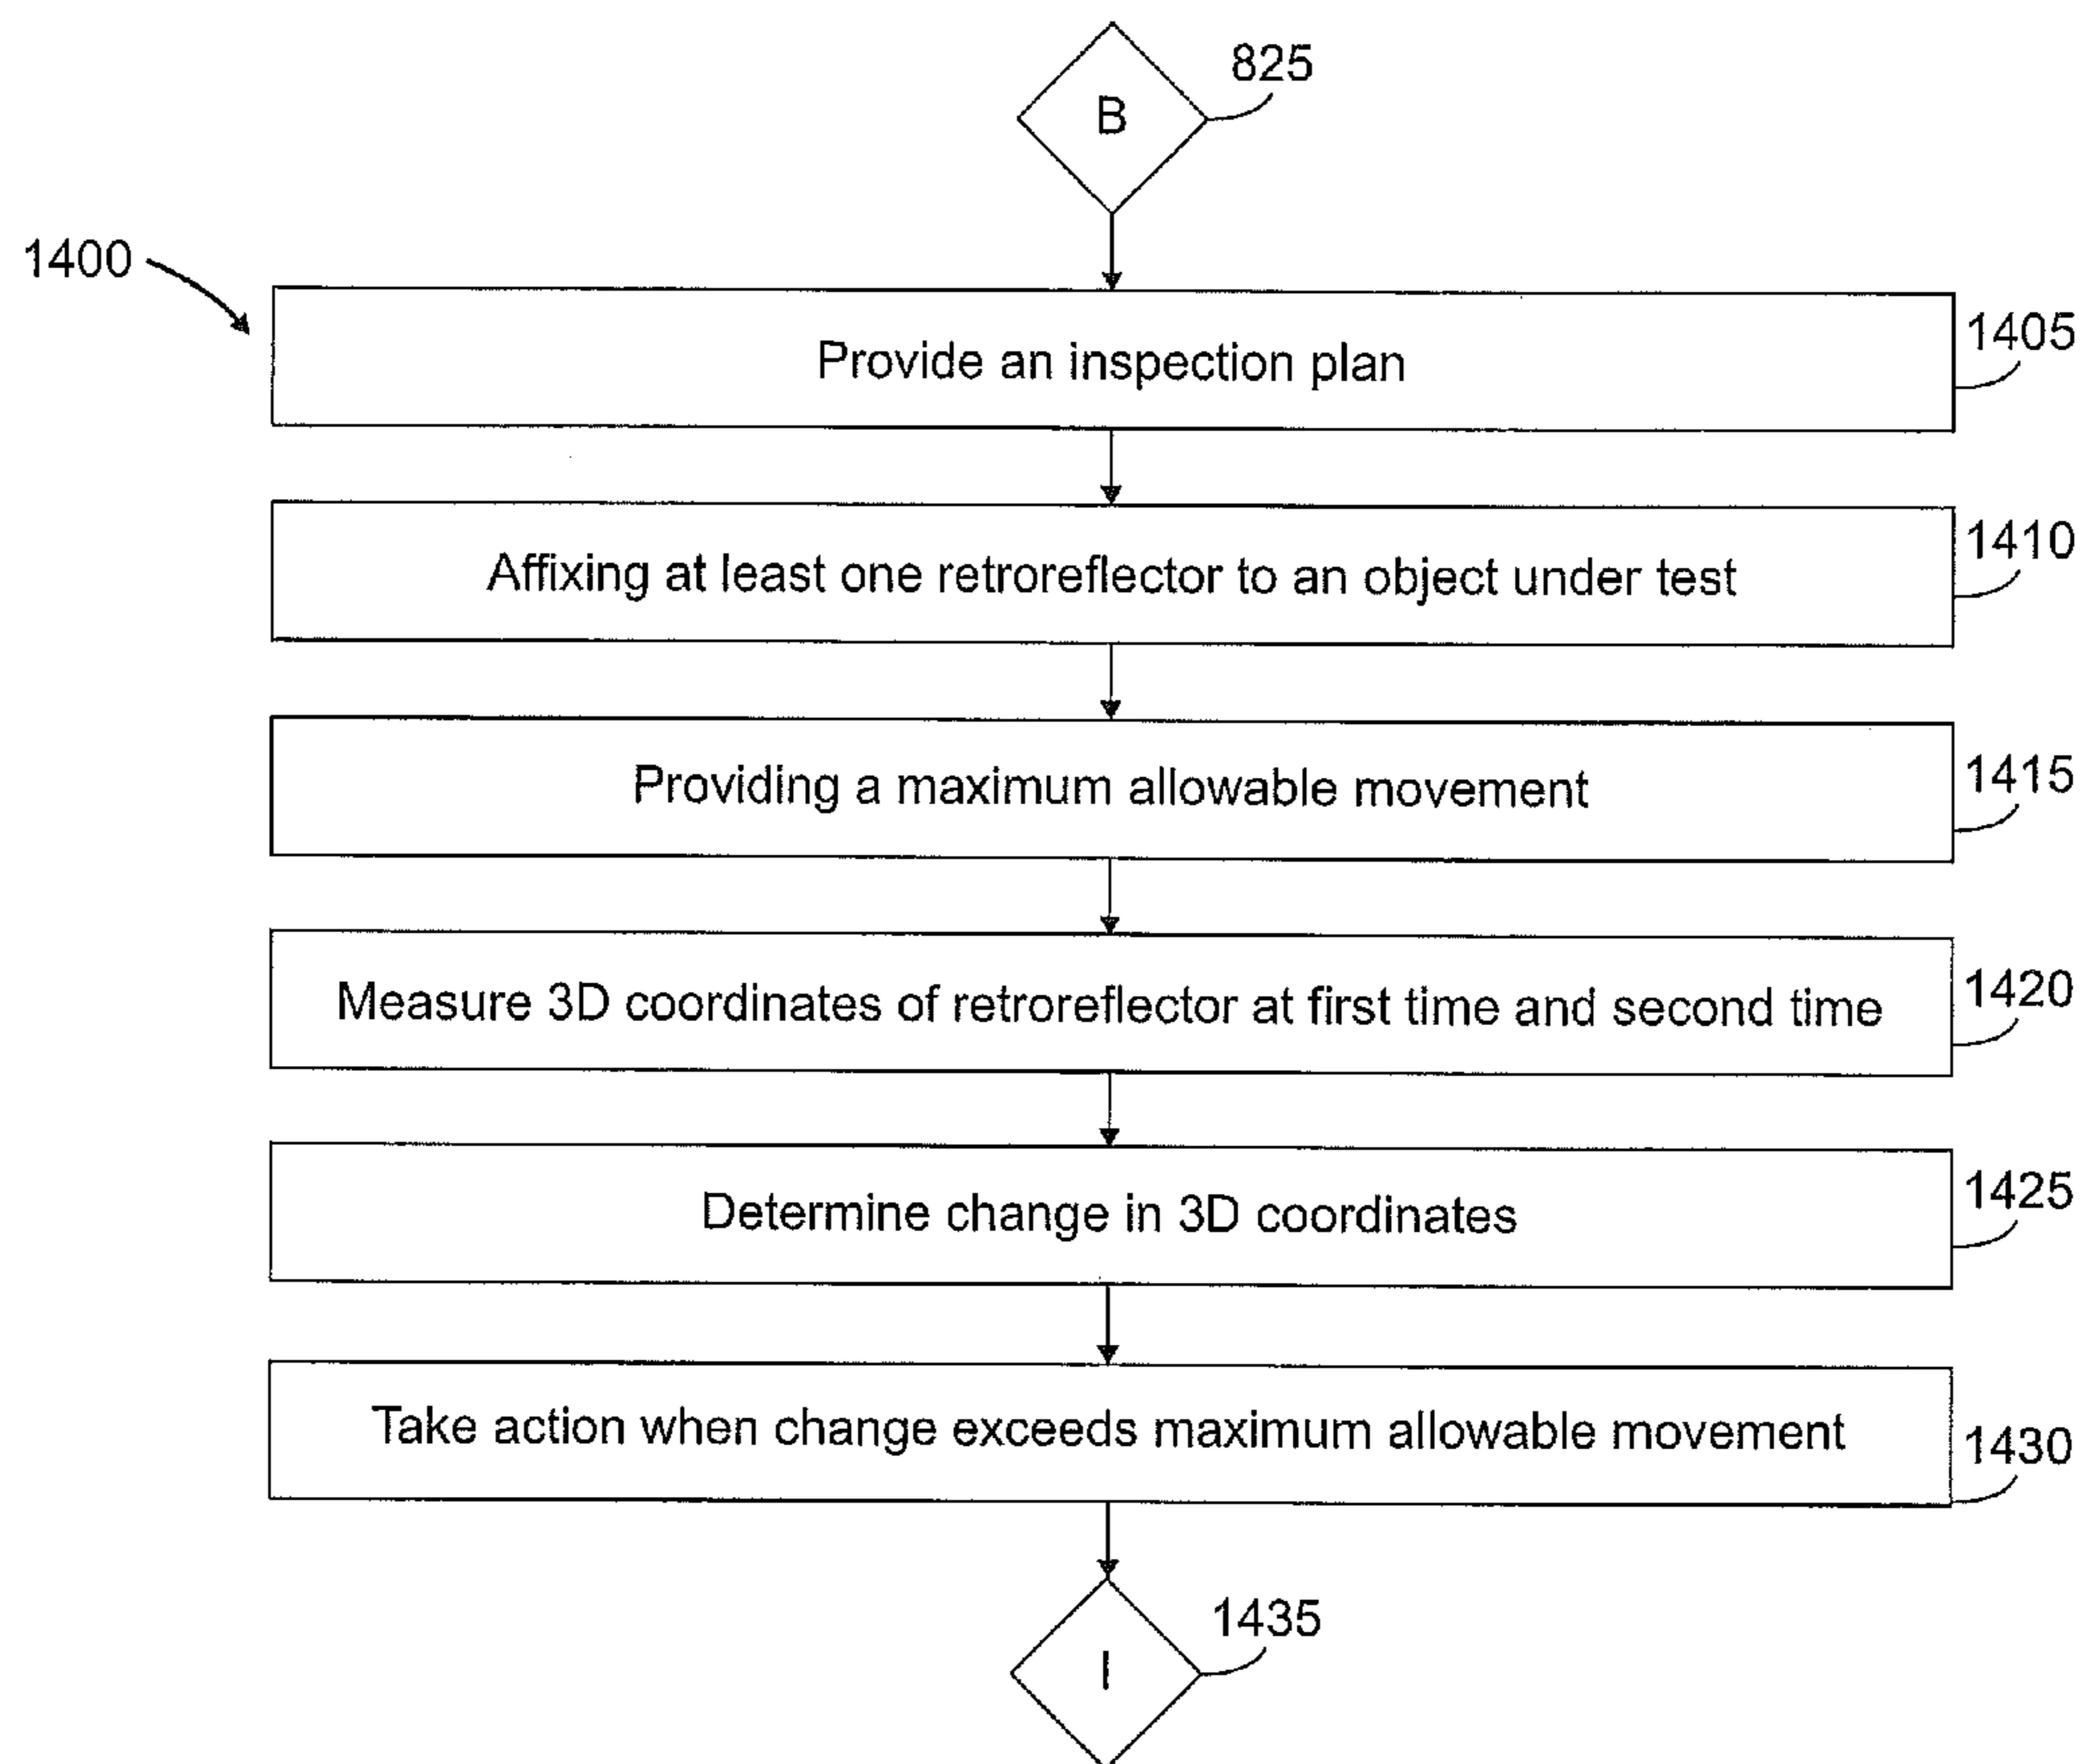 B
825
1400
Provide an inspection plan
1405
Affixing at least one retroreflector to an object under test
1410
Providing a maximum allowable movement
1415
Measure 3D coordinates of retroreflector at first time and second time
1420
Determine change in 3D coordinates
1425
Take action when change exceeds maximum allowable movement
1430
I
1435